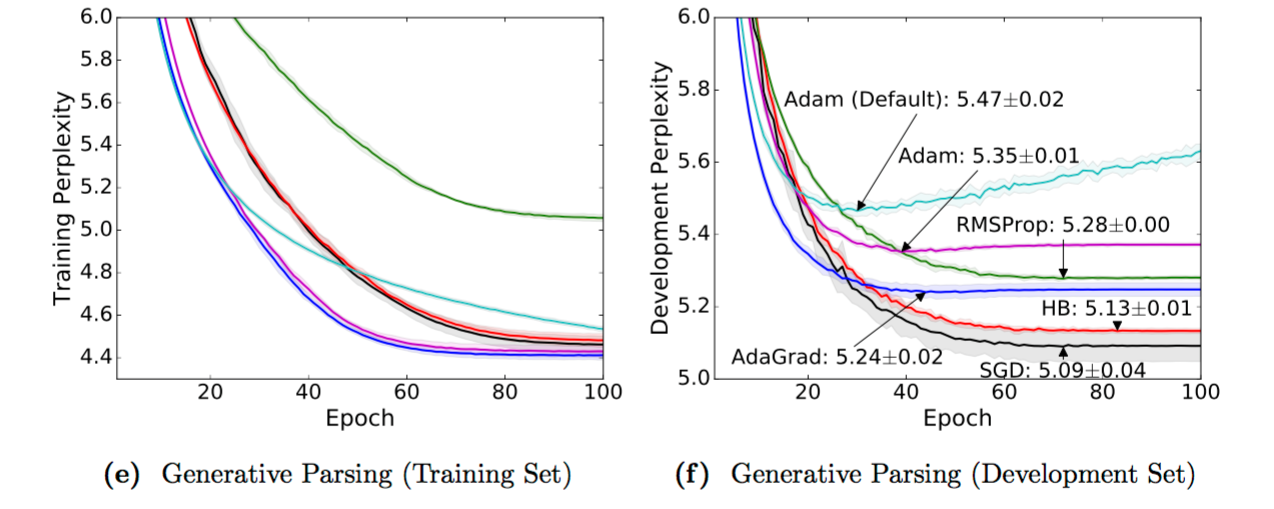 6.0
5.8
5.6
5.4
5.2
5.0
4.8
4.6
4.4
Training Perplexity
20 40 60 80 100
Epoch
(e) Generative Parsing (Training Set)
6.0
5.8
5.6
5.4
5.2
5.0
Development Perplexity
Adam (Default): 5.47±0.02
Adam: 5.35±0.01
RMSProp: 5.28±0.00
HB: 5.13±0.01
AdaGrad: 5.24±0.02
SGD: 5.09±0.04
20 40 60 80 100
Epoch
(f) Generative Parsing (Development Set)